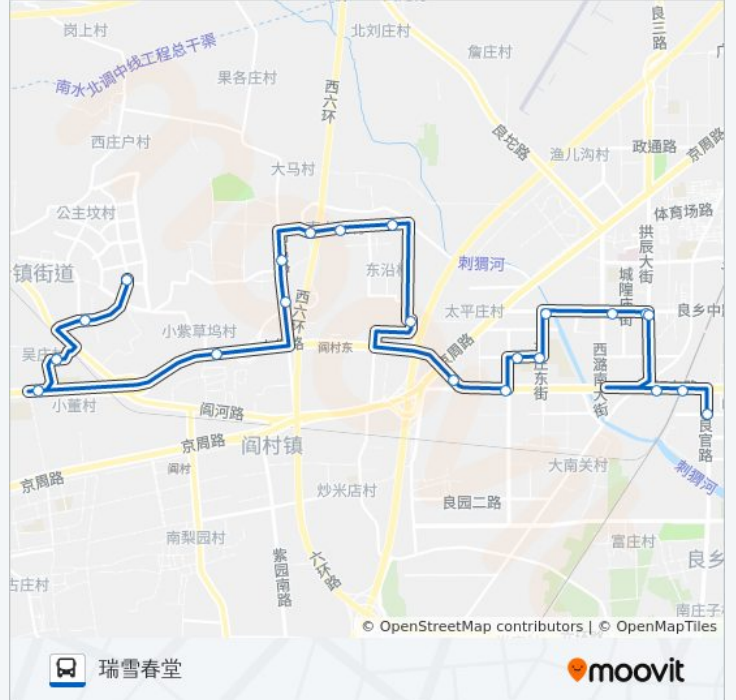 岗上村
北刘庄村
良三路
詹庄村
南水北调中线工程总干渠
果各庄村
西六环
西庄户村
良坨路
渔儿沟村
政通路
京周路
大马村
公主坟村
体育场路
拱辰大街
镇街道
东沿村
刺猬河
城隍庙街
太平庄村
良乡中路
小紫草坞村
西六环路
阎村东
京周路
吴庄村
西潞南大街
庄东街
小董村
阎河路
良官路
京周路
阎村镇
大南关村
刺猬河
京周路
阎村
炒米店村
良园二路
南梨园村
紫园南路
六环路
富庄村
良乡
古庄村
南庄子村
© OpenStreetMap contributors | © OpenMapTiles
瑞雪春堂
moovit